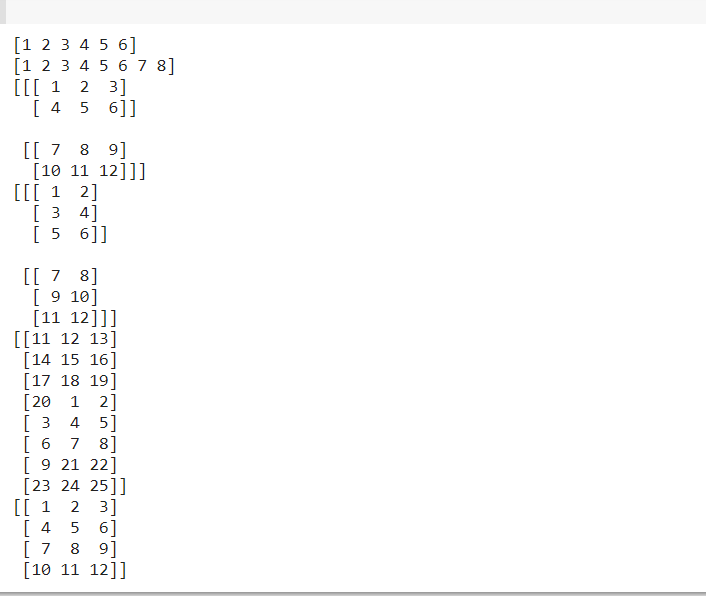 [1 2 3 4 5 6]
[1 2 3 4 5 6 7 8]
[[[ 1  2  3]
  [ 4  5  6]]

 [[ 7  8  9]
  [10 11 12]]]
[[[ 1  2]
  [ 3  4]
  [ 5  6]]

 [[ 7  8]
  [ 9 10]
  [11 12]]]
[[11 12 13]
 [14 15 16]
 [17 18 19]
 [20  1  2]
 [ 3  4  5]
 [ 6  7  8]
 [ 9 21 22]
 [23 24 25]]
[[ 1  2  3]
 [ 4  5  6]
 [ 7  8  9]
 [10 11 12]]